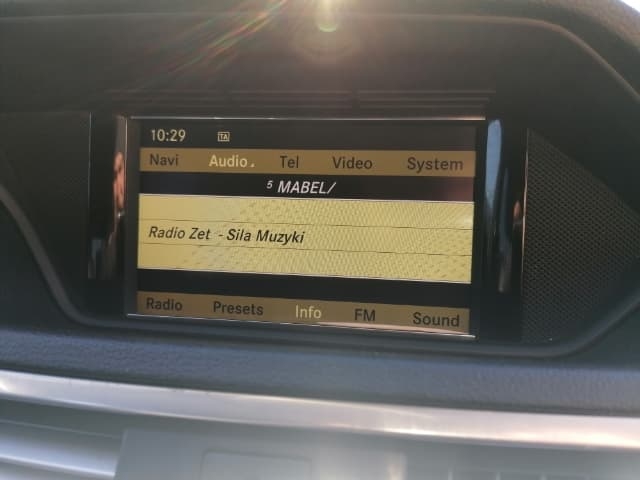 10:29 TA
Navi Audio Tel Video System
5 MABEL/
Radio Zet - Sila Muzyki
Radio Presets Info FM Sound